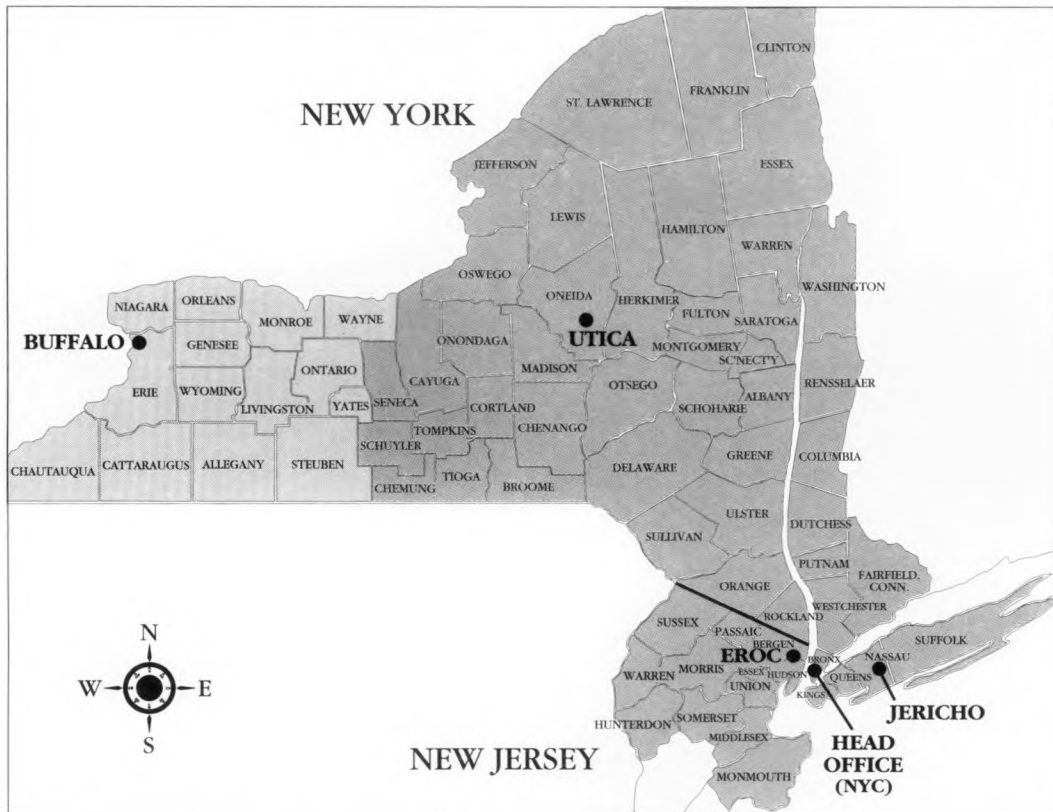 CLINTON
FRANKLIN
ST. LAWRENCE
NEW YORK
ESSEX
JEFFERSON
LEWIS
HAMILTON
WARREN
WASHINGTON
OSWEGO
ONEIDA
HERKIMER
FULTON
SARATOGA
NIAGARA
ORLEANS
MONROE
WAYNE
BUFFALO
UTICA
GENESEE
ONONDAGA
MONTGOMERY
SC'NECT'Y
MADISON
ONTARIO
CAYUGA
OTSEGO
RENSSELAER
ERIE
WYOMING
LIVINGSTON
YATES
SENECA
CORTLAND
SCHOHARIE
ALBANY
TOMPKINS
CHENANGO
SCHUYLER
GREENE
COLUMBIA
CHAUTAUQUA
CATTARAUGUS
ALLEGANY
STEUBEN
DELAWARE
TIOGA
CHEMUNG
BROOME
ULSTER
DUTCHESS
SULLIVAN
PUTNAM
FAIRFIELD,
CONN.
ORANGE
WESTCHESTER
ROCKLAND
SUSSEX
PASSAIC
BERGEN
SUFFOLK
N
W
E
S
EROC
BRONX
NASSAU
WARREN
MORRIS
ESSEX
HUDSON
QUEENS
UNION
KINGS
JERICHO
HUNTERDON
SOMERSET
MIDDLESEX
HEAD
OFFICE
(NYC)
NEW JERSEY
MONMOUTH